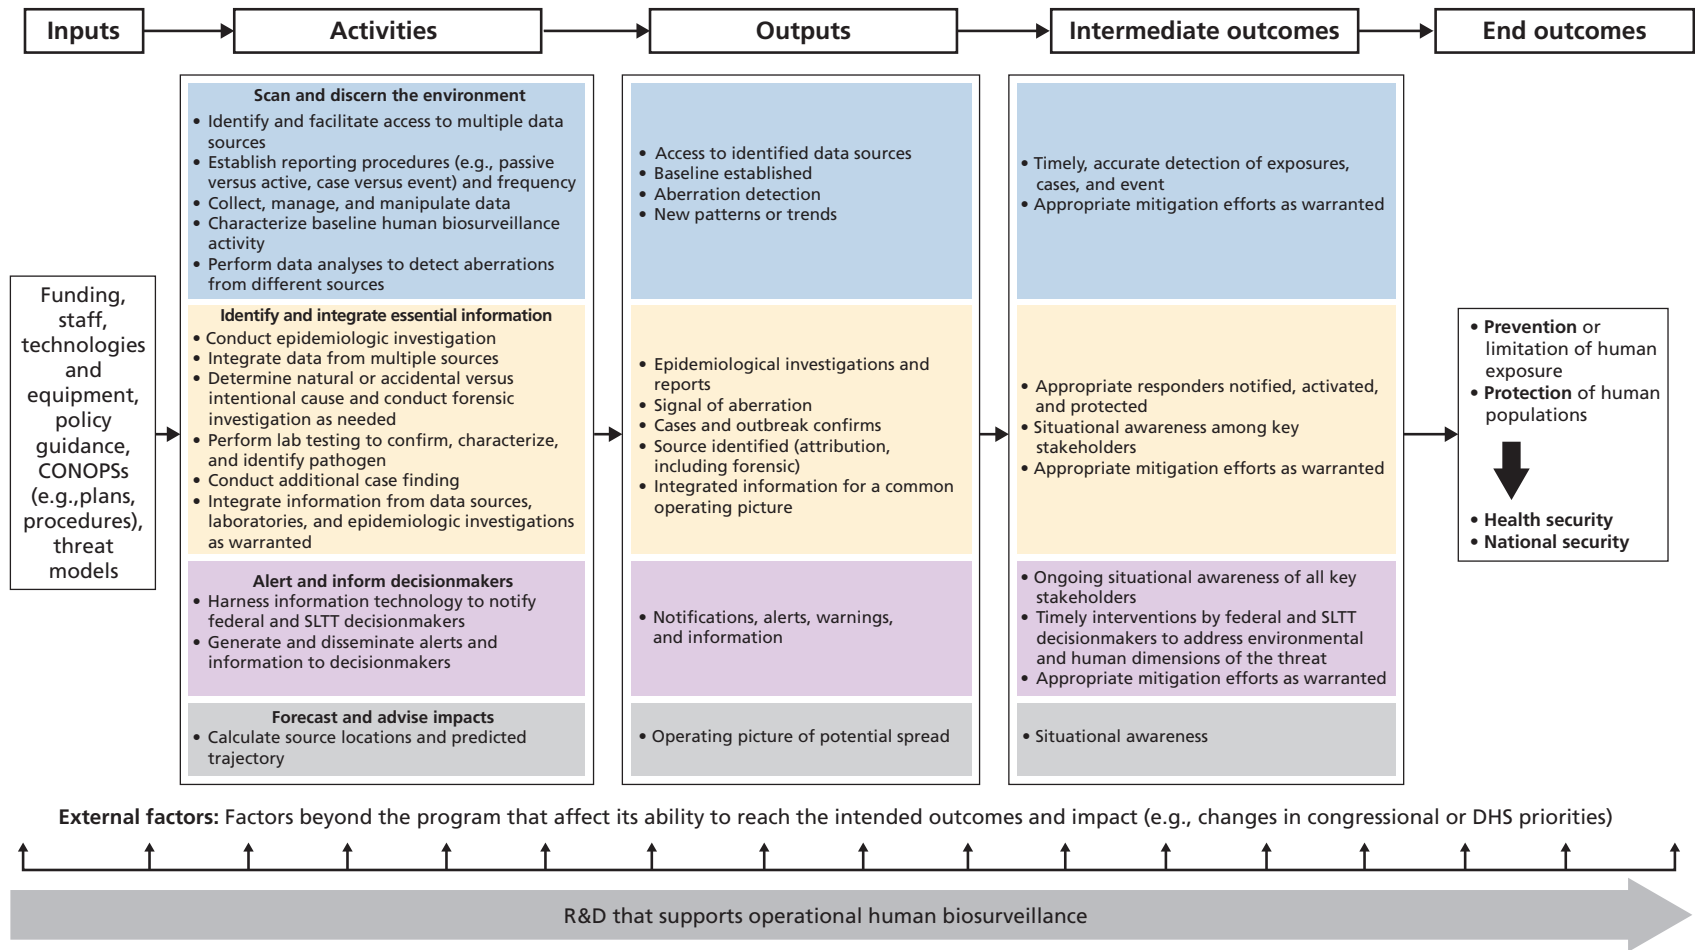 Inputs
Activities
Outputs
Intermediate outcomes
End outcomes
Funding,
staff,
technologies
and
equipment,
policy
guidance,
CONOPSs
(e.g.,plans,
procedures),
threat
models
Scan and discern the environment
• Identify and facilitate access to multiple data
sources
• Establish reporting procedures (e.g., passive
versus active, case versus event) and frequency
• Collect, manage, and manipulate data
• Characterize baseline human biosurveillance
activity
• Perform data analyses to detect aberrations
from different sources
• Access to identified data sources
• Baseline established
• Aberration detection
• New patterns or trends
• Timely, accurate detection of exposures,
cases, and event
• Appropriate mitigation efforts as warranted
Identify and integrate essential information
• Conduct epidemiologic investigation
• Integrate data from multiple sources
• Determine natural or accidental versus
intentional cause and conduct forensic
investigation as needed
• Perform lab testing to confirm, characterize,
and identify pathogen
• Conduct additional case finding
• Integrate information from data sources,
laboratories, and epidemiologic investigations
as warranted
• Epidemiological investigations and
reports
• Signal of aberration
• Cases and outbreak confirms
• Source identified (attribution,
including forensic)
• Integrated information for a common
operating picture
• Appropriate responders notified, activated,
and protected
• Situational awareness among key
stakeholders
• Appropriate mitigation efforts as warranted
Alert and inform decisionmakers
• Harness information technology to notify
federal and SLTT decisionmakers
• Generate and disseminate alerts and
information to decisionmakers
• Notifications, alerts, warnings,
and information
• Ongoing situational awareness of all key
stakeholders
• Timely interventions by federal and SLTT
decisionmakers to address environmental
and human dimensions of the threat
• Appropriate mitigation efforts as warranted
Forecast and advise impacts
• Calculate source locations and predicted
trajectory
• Operating picture of potential spread
• Situational awareness
• Prevention or
limitation of human
exposure
• Protection of human
populations
• Health security
• National security
External factors: Factors beyond the program that affect its ability to reach the intended outcomes and impact (e.g., changes in congressional or DHS priorities)
R&D that supports operational human biosurveillance